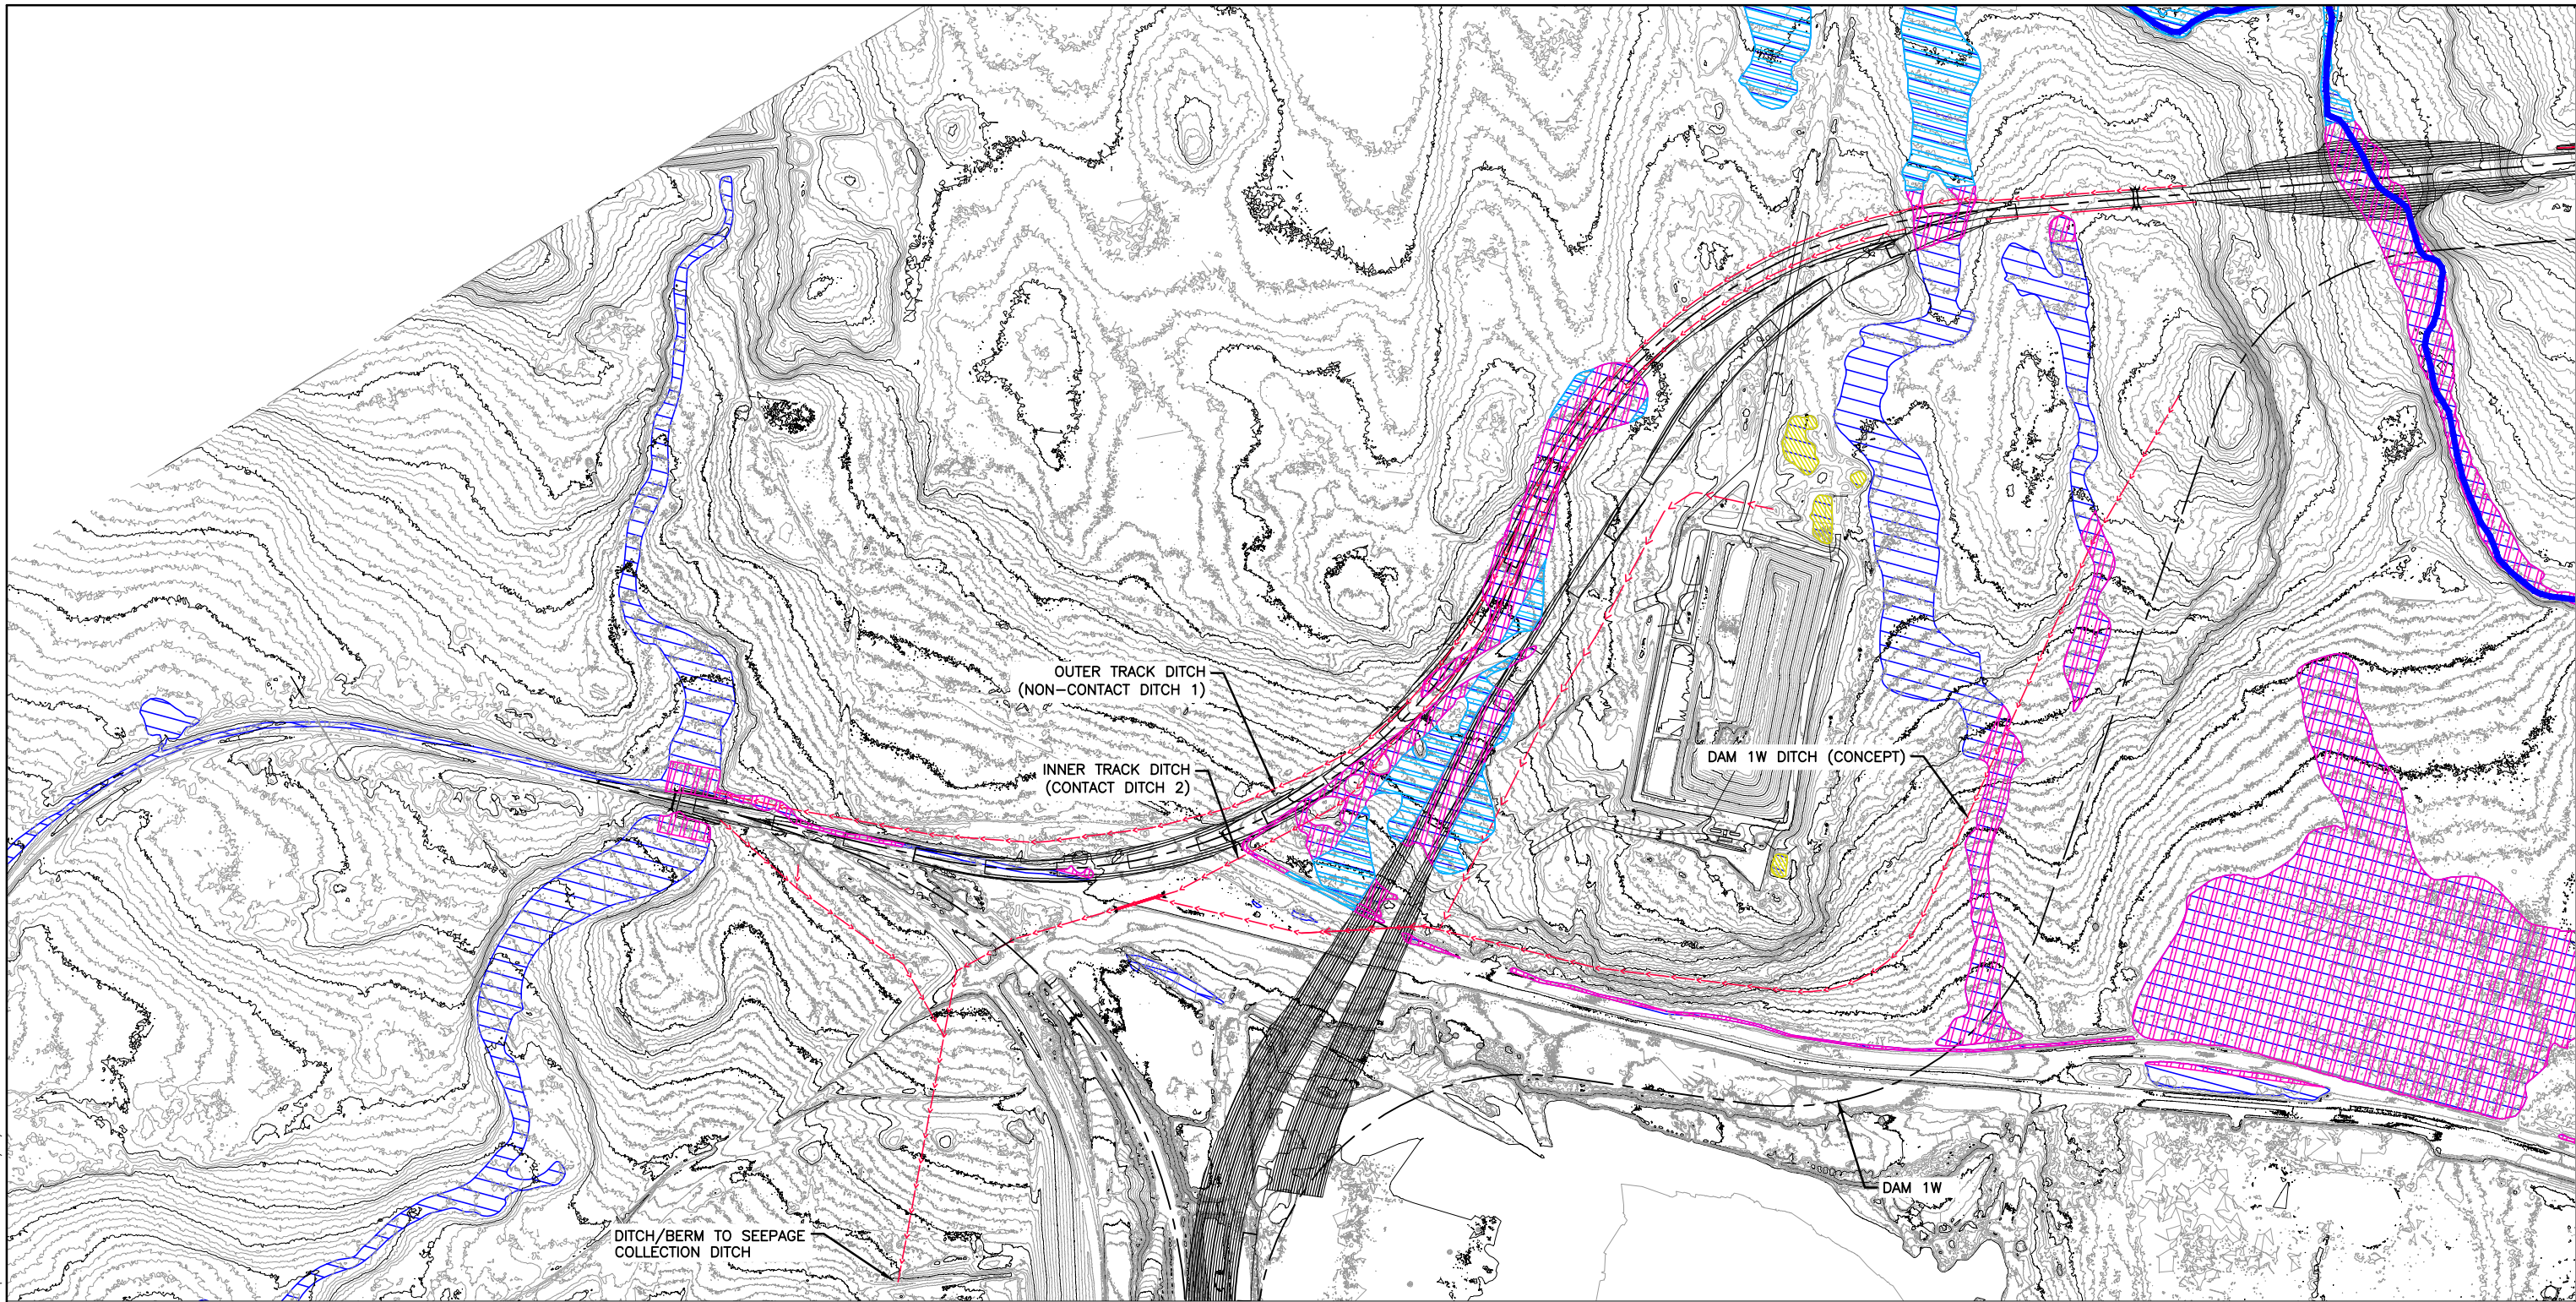 OUTER TRACK DITCH
(NON-CONTACT DITCH 1)
INNER TRACK DITCH
(CONTACT DITCH 2)
DAM 1W DITCH (CONCEPT)
DAM 1W
DITCH/BERM TO SEEPAGE
COLLECTION DITCH